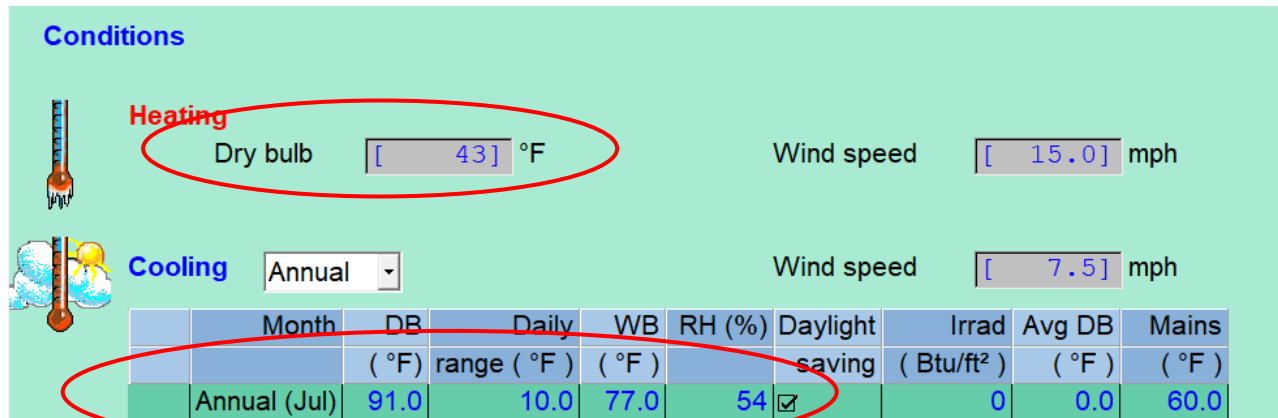 Conditions
Heating
Dry bulb [ 43] °F Wind speed [ 15.0] mph
Cooling Annual Wind speed [ 7.5] mph
Month DB Daily WB RH (%) Daylight Irrad Avg DB Mains
( °F) range ( °F ) ( °F ) saving ( Btu/ft² ) ( °F ) ( °F )
Annual (Jul) 91.0 10.0 77.0 54 ☑ 0 0.0 60.0